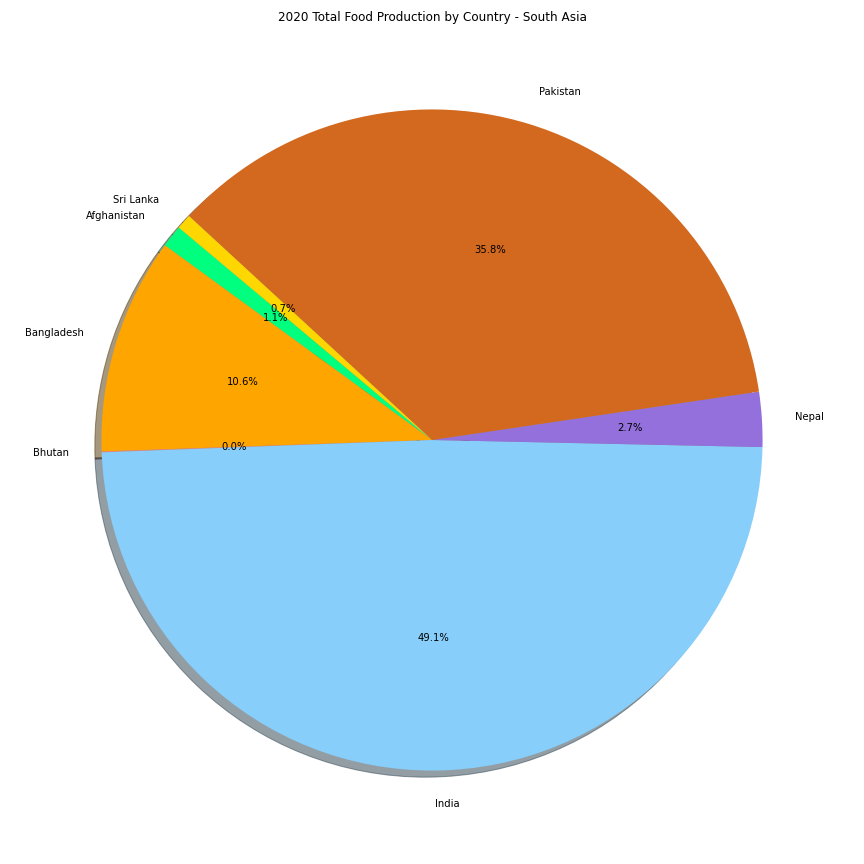 2020 Total Food Production by Country - South Asia
Pakistan
Sri Lanka
Afghanistan
35.8%
0.7%
1.1%
Bangladesh
10.6%
Nepal
2.7%
Bhutan
0.0%
49.1%
India